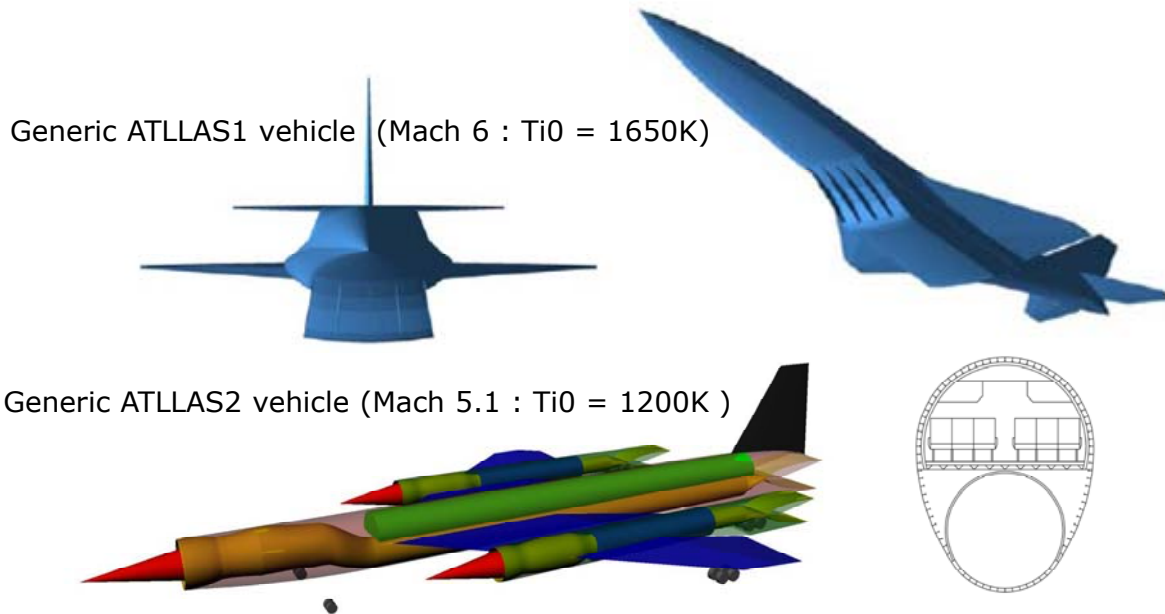 Generic ATLLAS1 vehicle (Mach 6 : Ti0 = 1650K)
Generic ATLLAS2 vehicle (Mach 5.1 : Ti0 = 1200K )